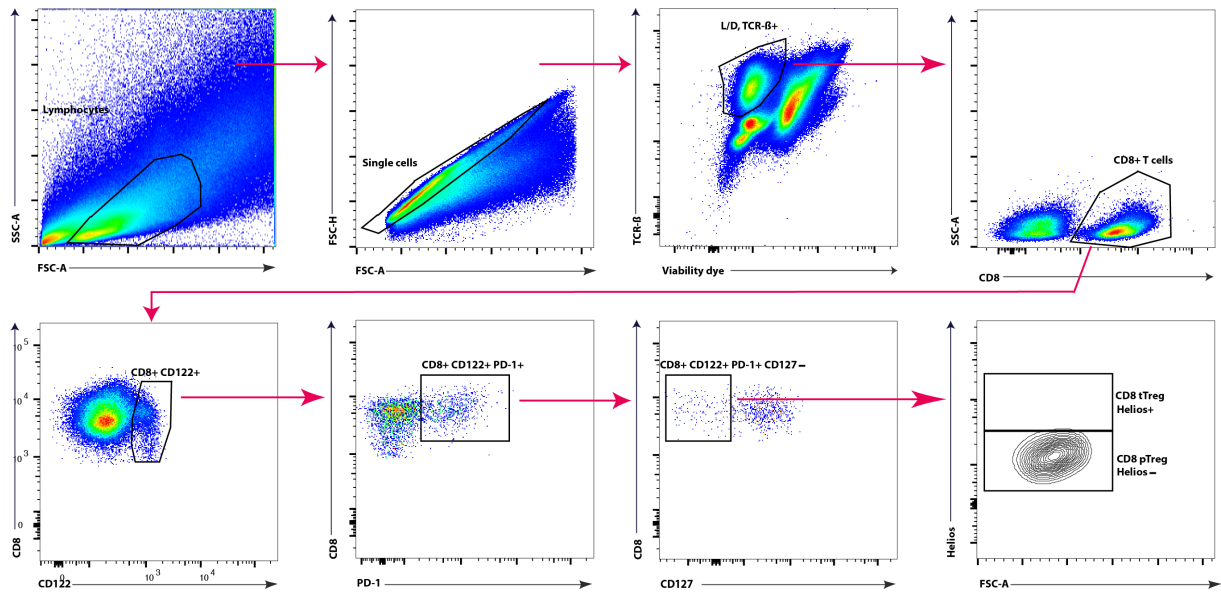 Lymphocytes
SSC-A
FSC-A
Single cells
FSC-H
FSC-A
L/D, TCR-ß+
TCR-ß
Viability dye
CD8+ T cells
SSC-A
CD8
CD8+ CD122+
10⁵
10⁴
10³
0
CD8
0
10³
10⁴
CD122
CD8+ CD122+ PD-1+
CD8
PD-1
CD8+ CD122+ PD-1+ CD127–
CD8
CD127
CD8 tTreg
Helios+
CD8 pTreg
Helios–
Helios
FSC-A